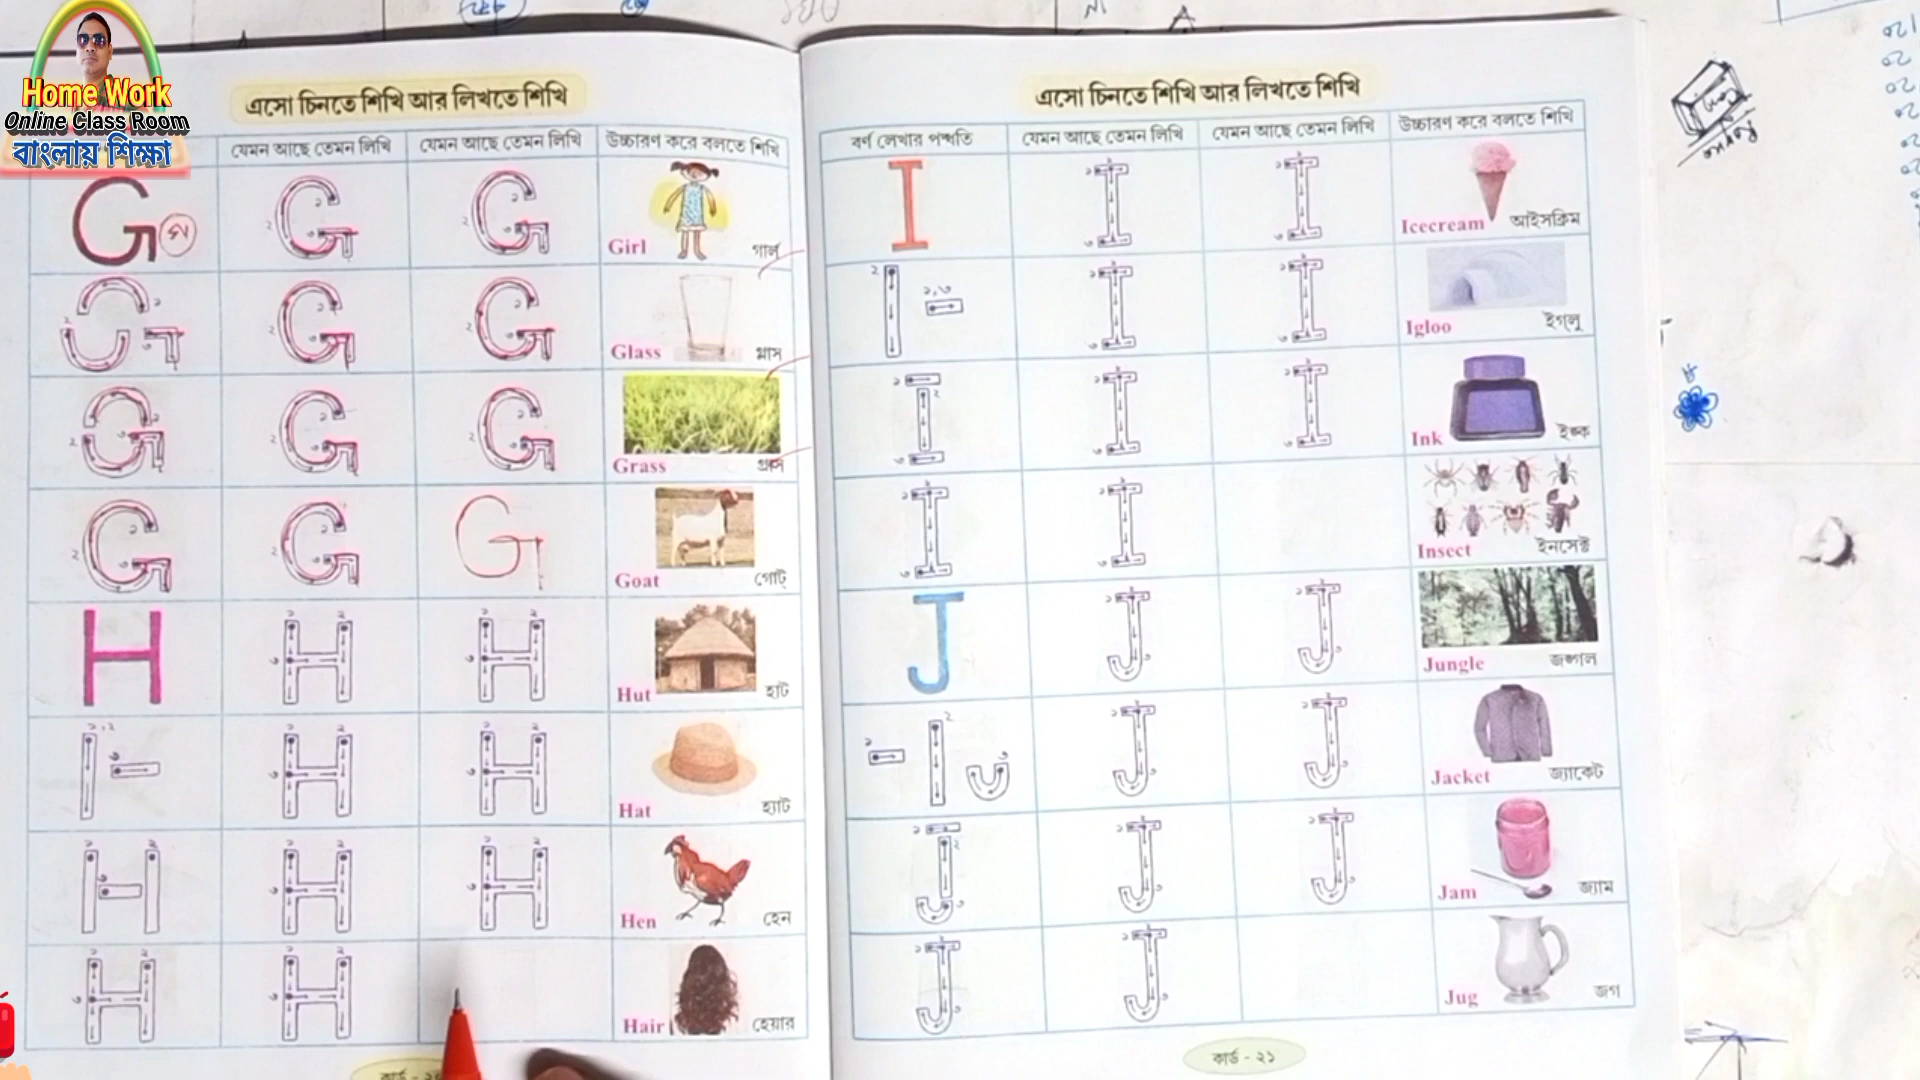 Home Work
Online Class Room
বাংলায় শিক্ষা
এসো চিনতে শিখি আর লিখতে শিখি
যেমন আছে তেমন লিখি
যেমন আছে তেমন লিখি
উচ্চারণ করে বলতে শিখি
G G G
Girl গার্ল
G G
Glass গ্লাস
G G G
Grass গ্রাস
G G G
Goat গোট্
H H H
Hut হাট
H H
Hat হ্যাট
H H H
Hen হেন
H H
Hair হেয়ার
এসো চিনতে শিখি আর লিখতে শিখি
বর্ণ লেখার পদ্ধতি
যেমন আছে তেমন লিখি
যেমন আছে তেমন লিখি
উচ্চারণ করে বলতে শিখি
I I I
Icecream আইসক্রিম
I I
Igloo ইগ্লু
I I I
Ink ইঙ্ক
I I
Insect ইনসেক্ট
J J J
Jungle জঙ্গল
J J
Jacket জ্যাকেট
J J J
Jam জ্যাম
J J
Jug জগ
কার্ড - ২১